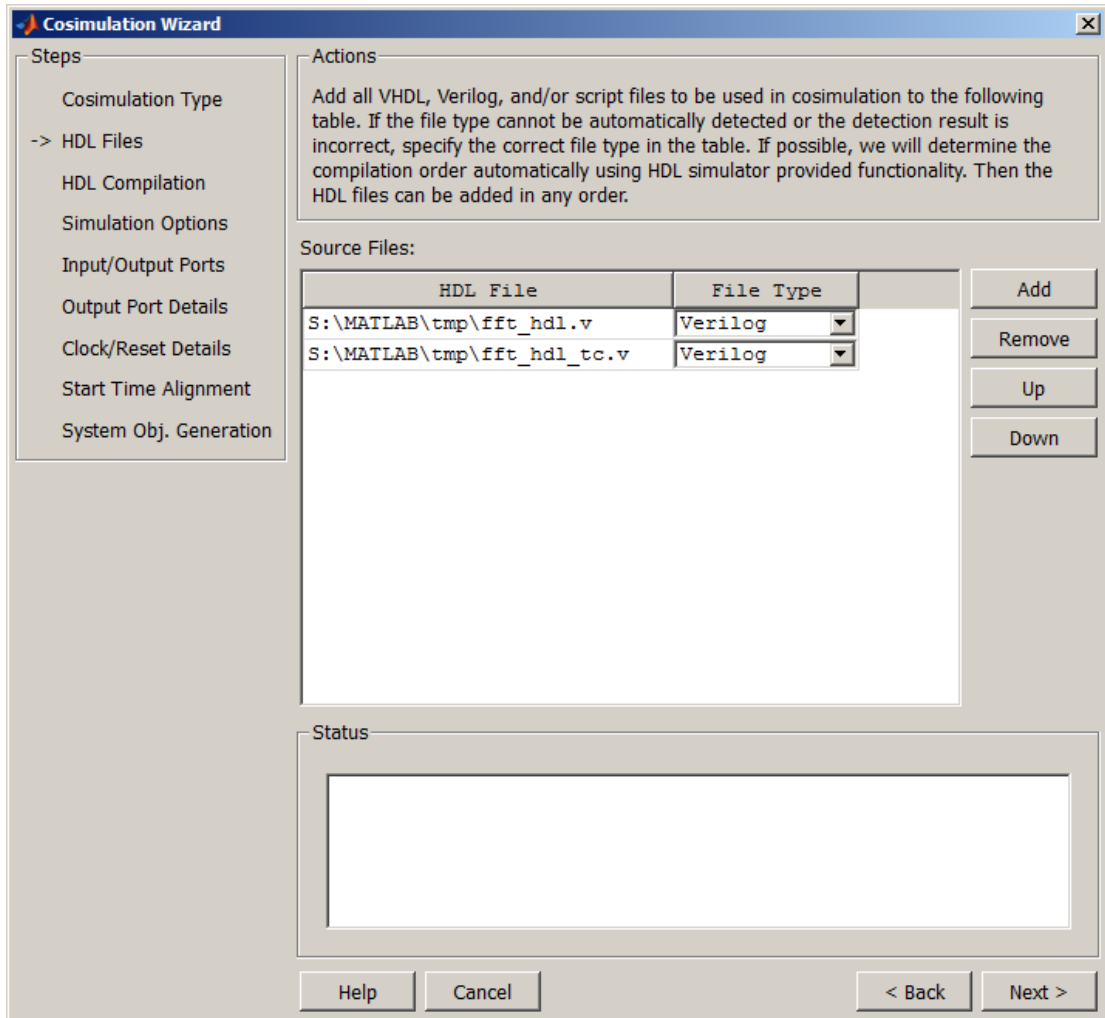 Cosimulation Wizard
Steps
Cosimulation Type
-> HDL Files
HDL Compilation
Simulation Options
Input/Output Ports
Output Port Details
Clock/Reset Details
Start Time Alignment
System Obj. Generation
Actions
Add all VHDL, Verilog, and/or script files to be used in cosimulation to the following
table. If the file type cannot be automatically detected or the detection result is
incorrect, specify the correct file type in the table. If possible, we will determine the
compilation order automatically using HDL simulator provided functionality. Then the
HDL files can be added in any order.
Source Files:
HDL File File Type
S:\MATLAB\tmp\fft_hdl.v Verilog
S:\MATLAB\tmp\fft_hdl_tc.v Verilog
Add
Remove
Up
Down
Status
Help Cancel < Back Next >